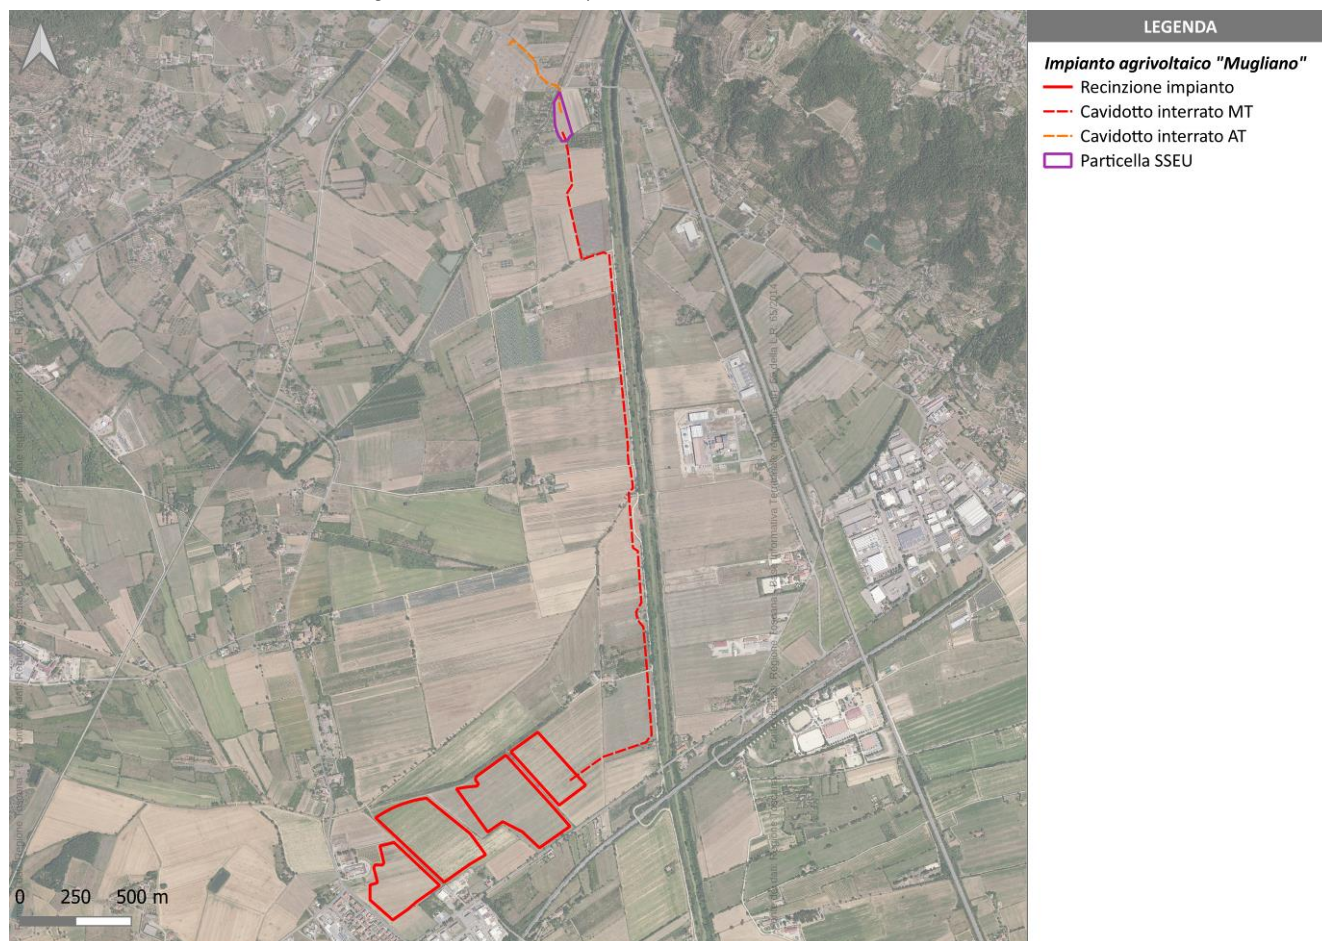 LEGENDA
Impianto agrivoltaico "Mugliano"
Recinzione impianto
Cavidotto interrato MT
Cavidotto interrato AT
Particella SSEU
0 250 500 m